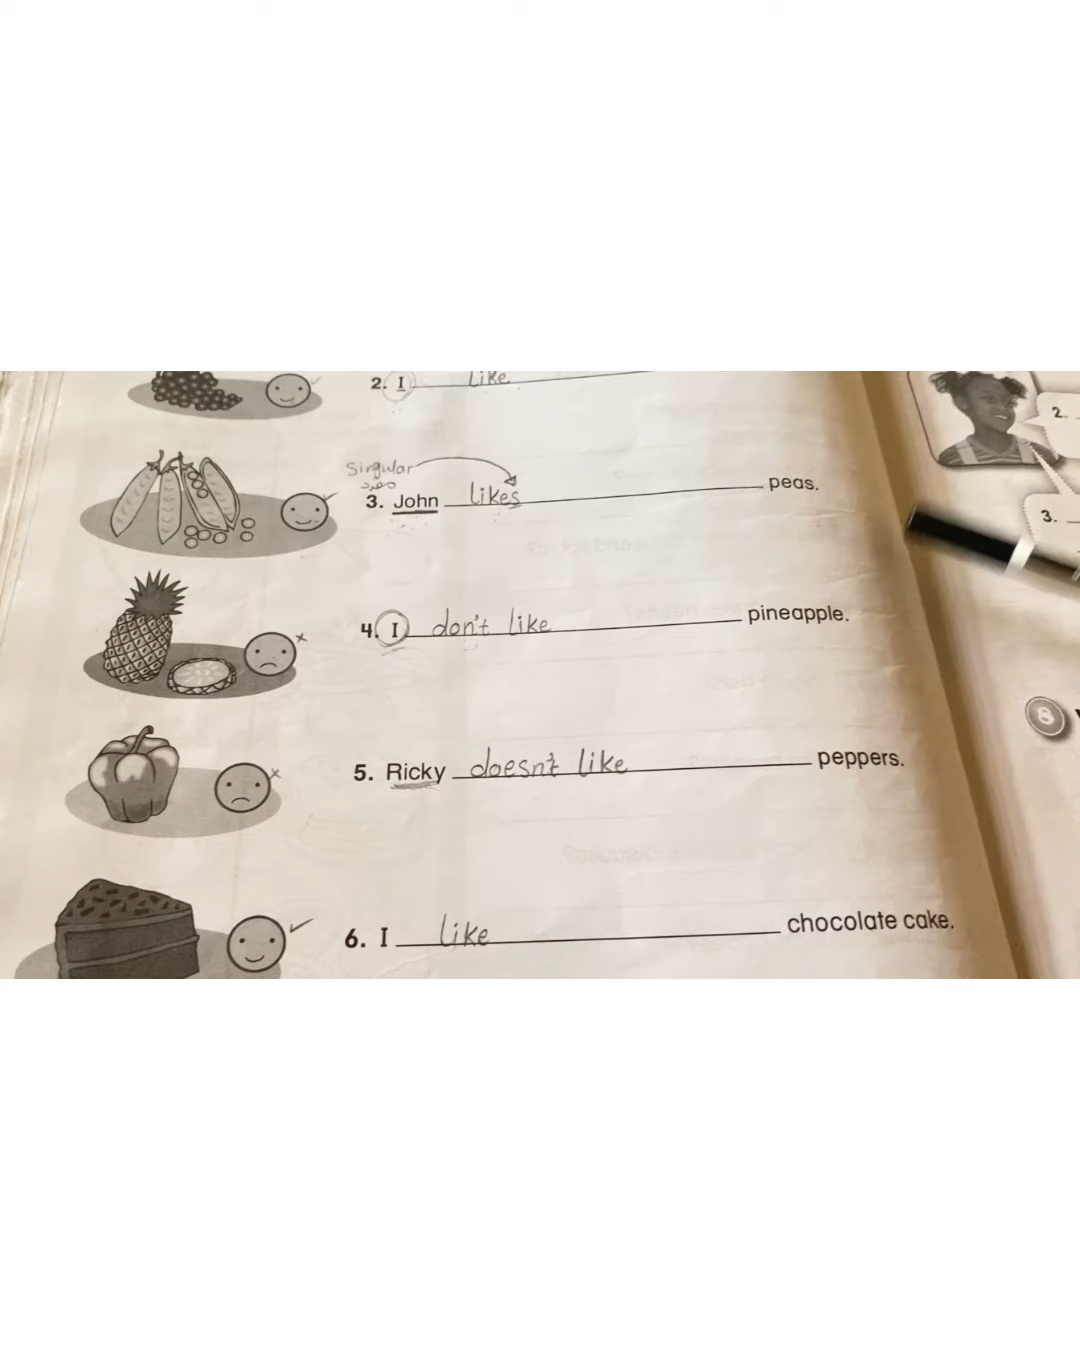 2. I like
Singular
مفرد
3. John likes peas.
4. I don't like pineapple.
5. Ricky doesn't like peppers.
6. I like chocolate cake.
2.
3.
8